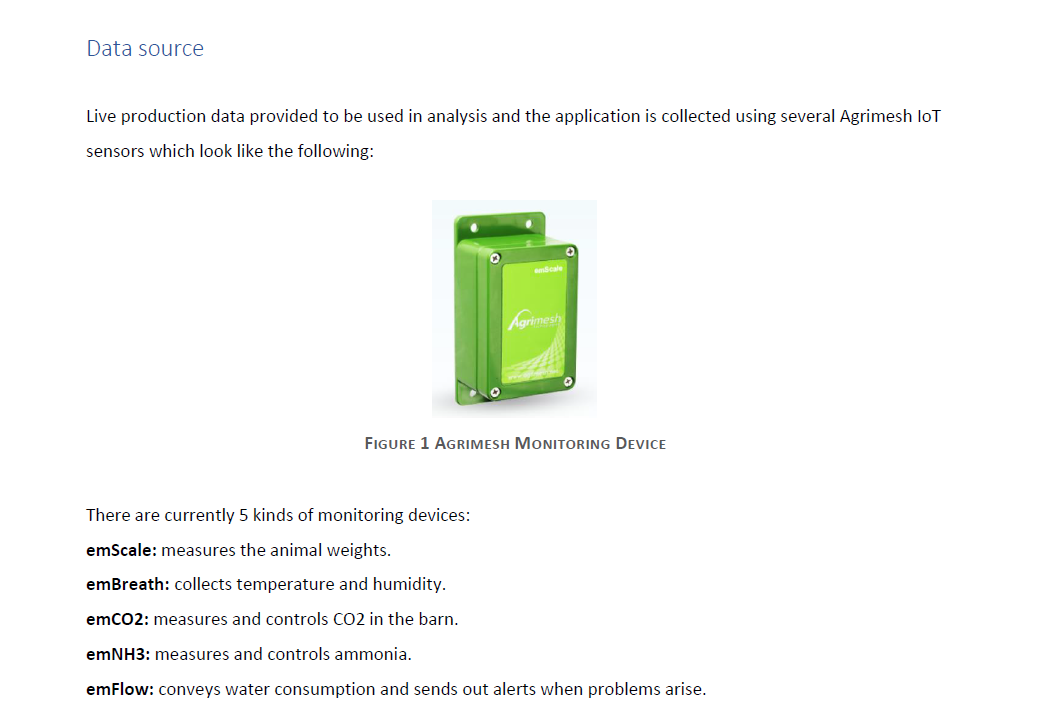 Data source
Live production data provided to be used in analysis and the application is collected using several Agrimesh IoT
sensors which look like the following:
emScale
Agrimesh
FIGURE 1 AGRIMESH MONITORING DEVICE
There are currently 5 kinds of monitoring devices:
emScale: measures the animal weights.
emBreath: collects temperature and humidity.
emCO2: measures and controls CO2 in the barn.
emNH3: measures and controls ammonia.
emFlow: conveys water consumption and sends out alerts when problems arise.